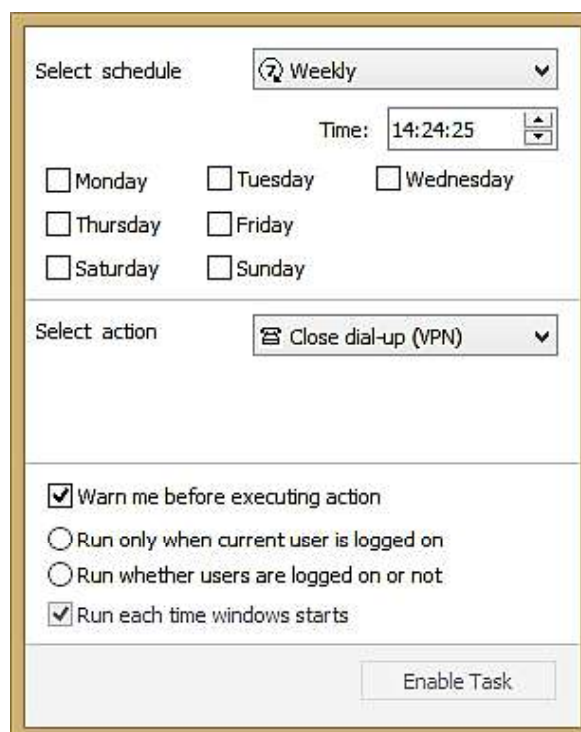 Select schedule
Weekly
Time: 14:24:25
Monday Tuesday Wednesday
Thursday Friday
Saturday Sunday
Select action
Close dial-up (VPN)
Warn me before executing action
Run only when current user is logged on
Run whether users are logged on or not
Run each time windows starts
Enable Task